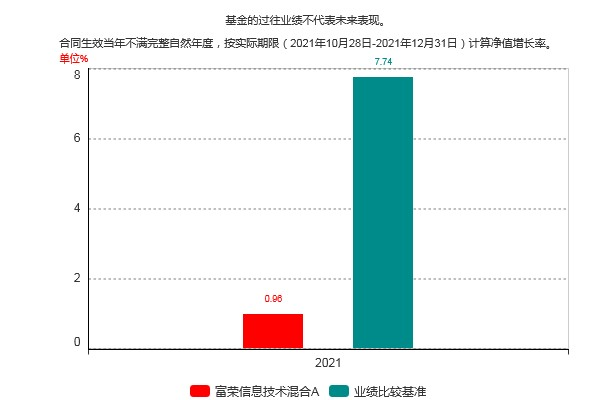 基金的过往业绩不代表未来表现。
合同生效当年不满完整自然年度，按实际期限（2021年10月28日-2021年12月31日）计算净值增长率。
单位%
8
7.74
6
4
2
0.96
0
2021
富荣信息技术混合A 业绩比较基准